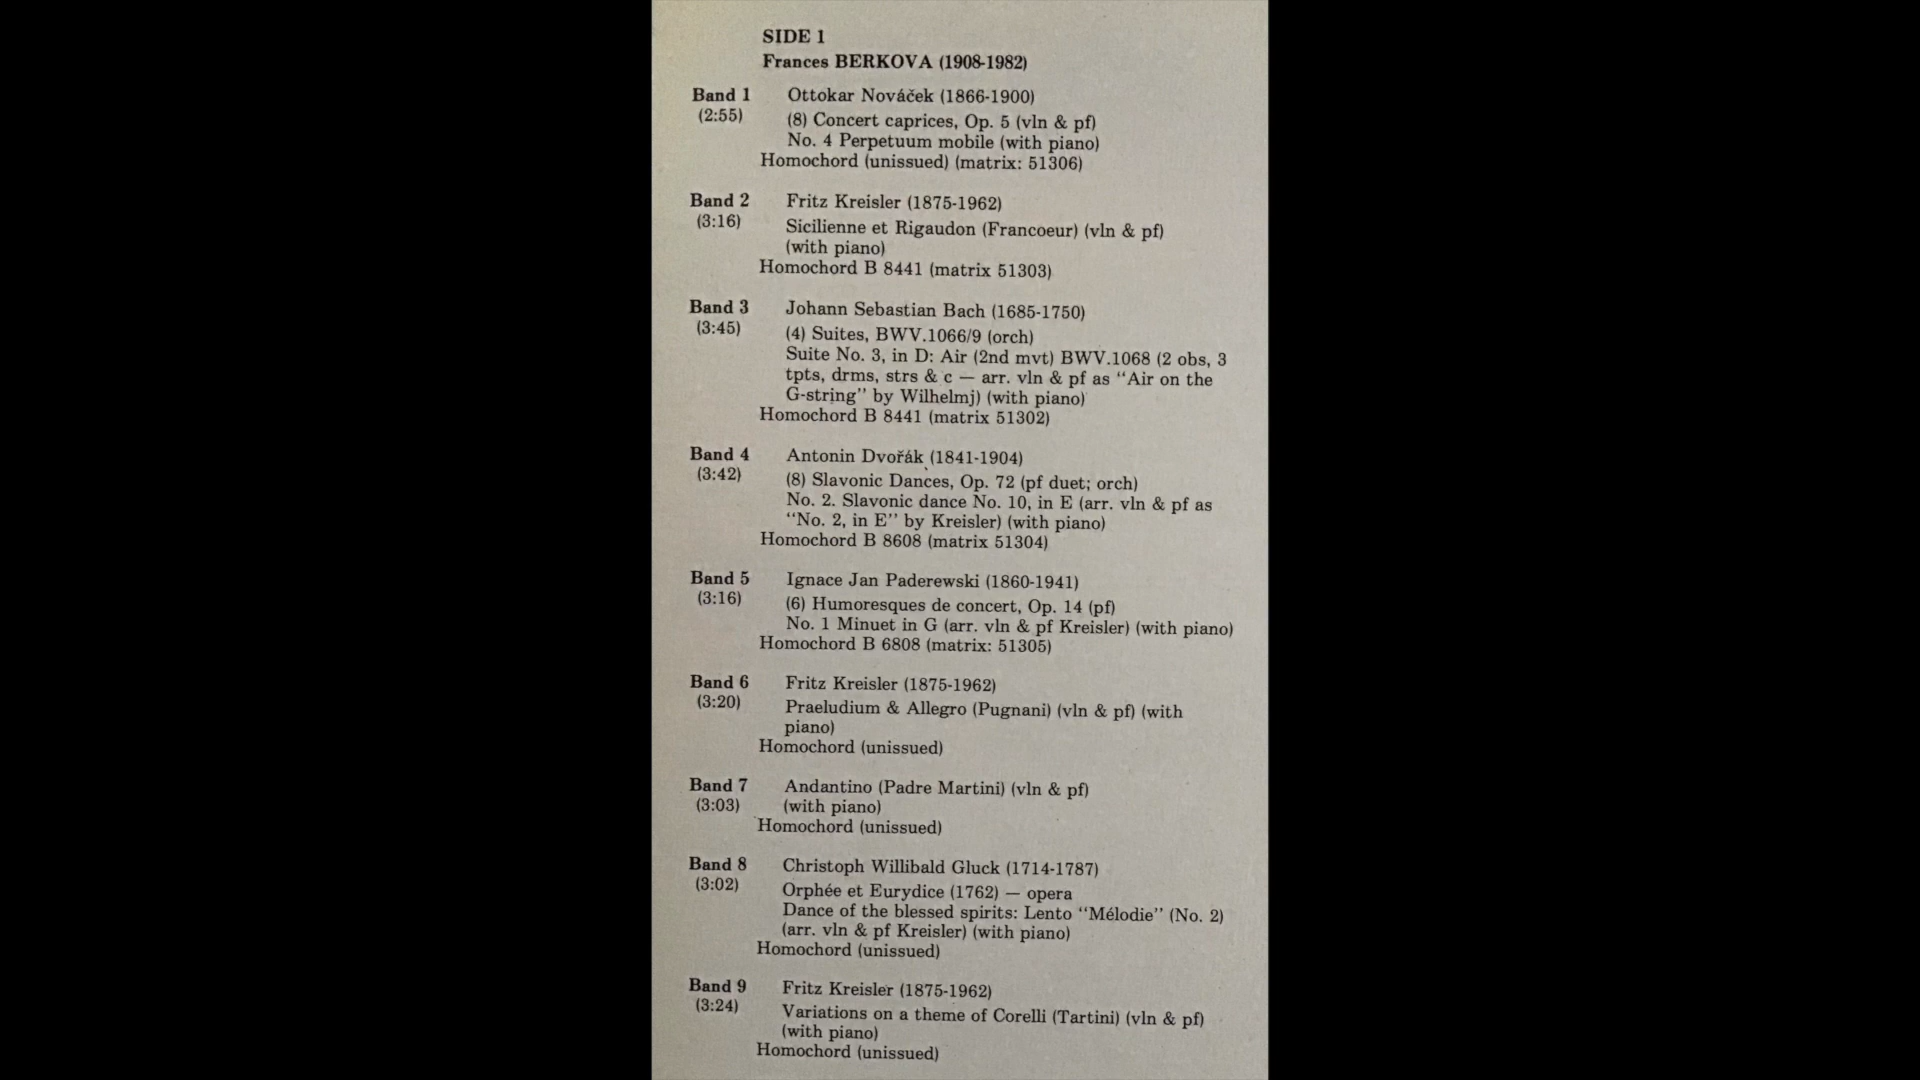 SIDE 1
Frances BERKOVA (1908-1982)
Band 1 Ottokar Nováček (1866-1900)
(2:55) (8) Concert caprices, Op. 5 (vln & pf)
No. 4 Perpetuum mobile (with piano)
Homochord (unissued) (matrix: 51306)
Band 2 Fritz Kreisler (1875-1962)
(3:16) Sicilienne et Rigaudon (Francoeur) (vln & pf)
(with piano)
Homochord B 8441 (matrix 51303)
Band 3 Johann Sebastian Bach (1685-1750)
(3:45) (4) Suites, BWV.1066/9 (orch)
Suite No. 3, in D: Air (2nd mvt) BWV.1068 (2 obs, 3
tpts, drms, strs & c — arr. vln & pf as “Air on the
G-string” by Wilhelmj) (with piano)
Homochord B 8441 (matrix 51302)
Band 4 Antonin Dvořák (1841-1904)
(3:42) (8) Slavonic Dances, Op. 72 (pf duet; orch)
No. 2. Slavonic dance No. 10, in E (arr. vln & pf as
“No. 2, in E” by Kreisler) (with piano)
Homochord B 8608 (matrix 51304)
Band 5 Ignace Jan Paderewski (1860-1941)
(3:16) (6) Humoresques de concert, Op. 14 (pf)
No. 1 Minuet in G (arr. vln & pf Kreisler) (with piano)
Homochord B 6808 (matrix: 51305)
Band 6 Fritz Kreisler (1875-1962)
(3:20) Praeludium & Allegro (Pugnani) (vln & pf) (with
piano)
Homochord (unissued)
Band 7 Andantino (Padre Martini) (vln & pf)
(3:03) (with piano)
Homochord (unissued)
Band 8 Christoph Willibald Gluck (1714-1787)
(3:02) Orphée et Eurydice (1762) — opera
Dance of the blessed spirits: Lento “Mélodie” (No. 2)
(arr. vln & pf Kreisler) (with piano)
Homochord (unissued)
Band 9 Fritz Kreisler (1875-1962)
(3:24) Variations on a theme of Corelli (Tartini) (vln & pf)
(with piano)
Homochord (unissued)